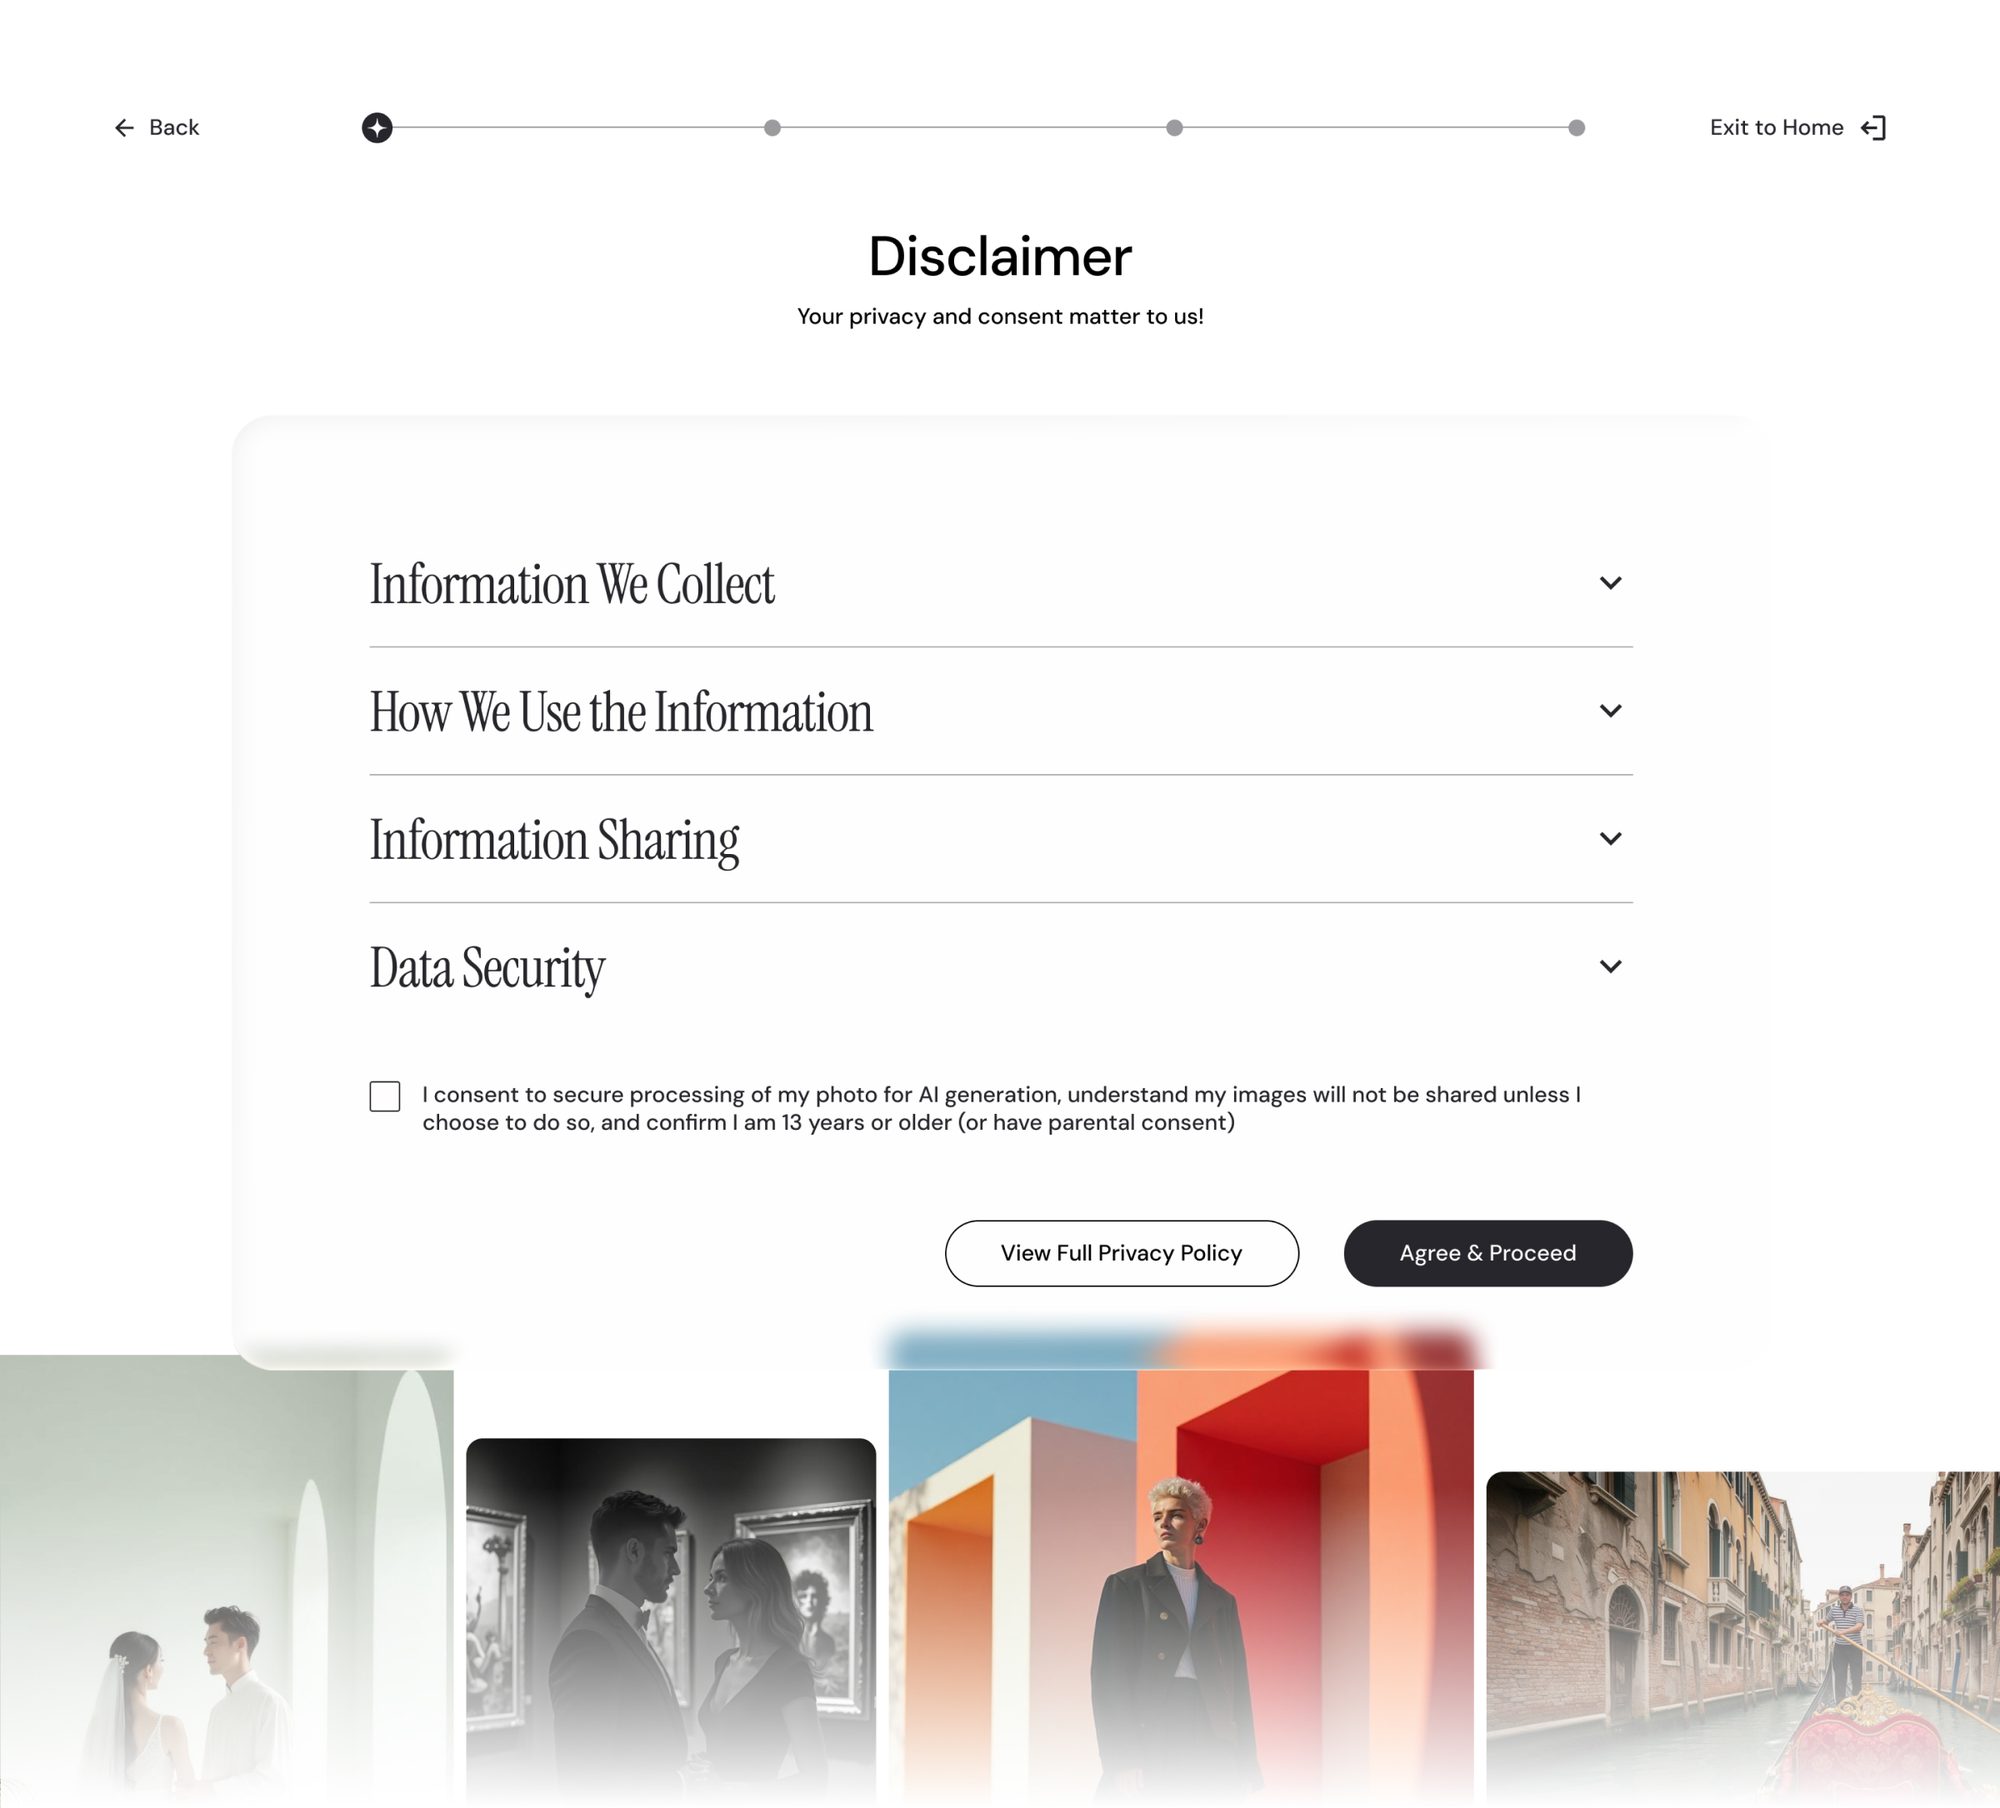 Back
Exit to Home
Disclaimer
Your privacy and consent matter to us!
Information We Collect
How We Use the Information
Information Sharing
Data Security
I consent to secure processing of my photo for AI generation, understand my images will not be shared unless I
choose to do so, and confirm I am 13 years or older (or have parental consent)
View Full Privacy Policy
Agree & Proceed